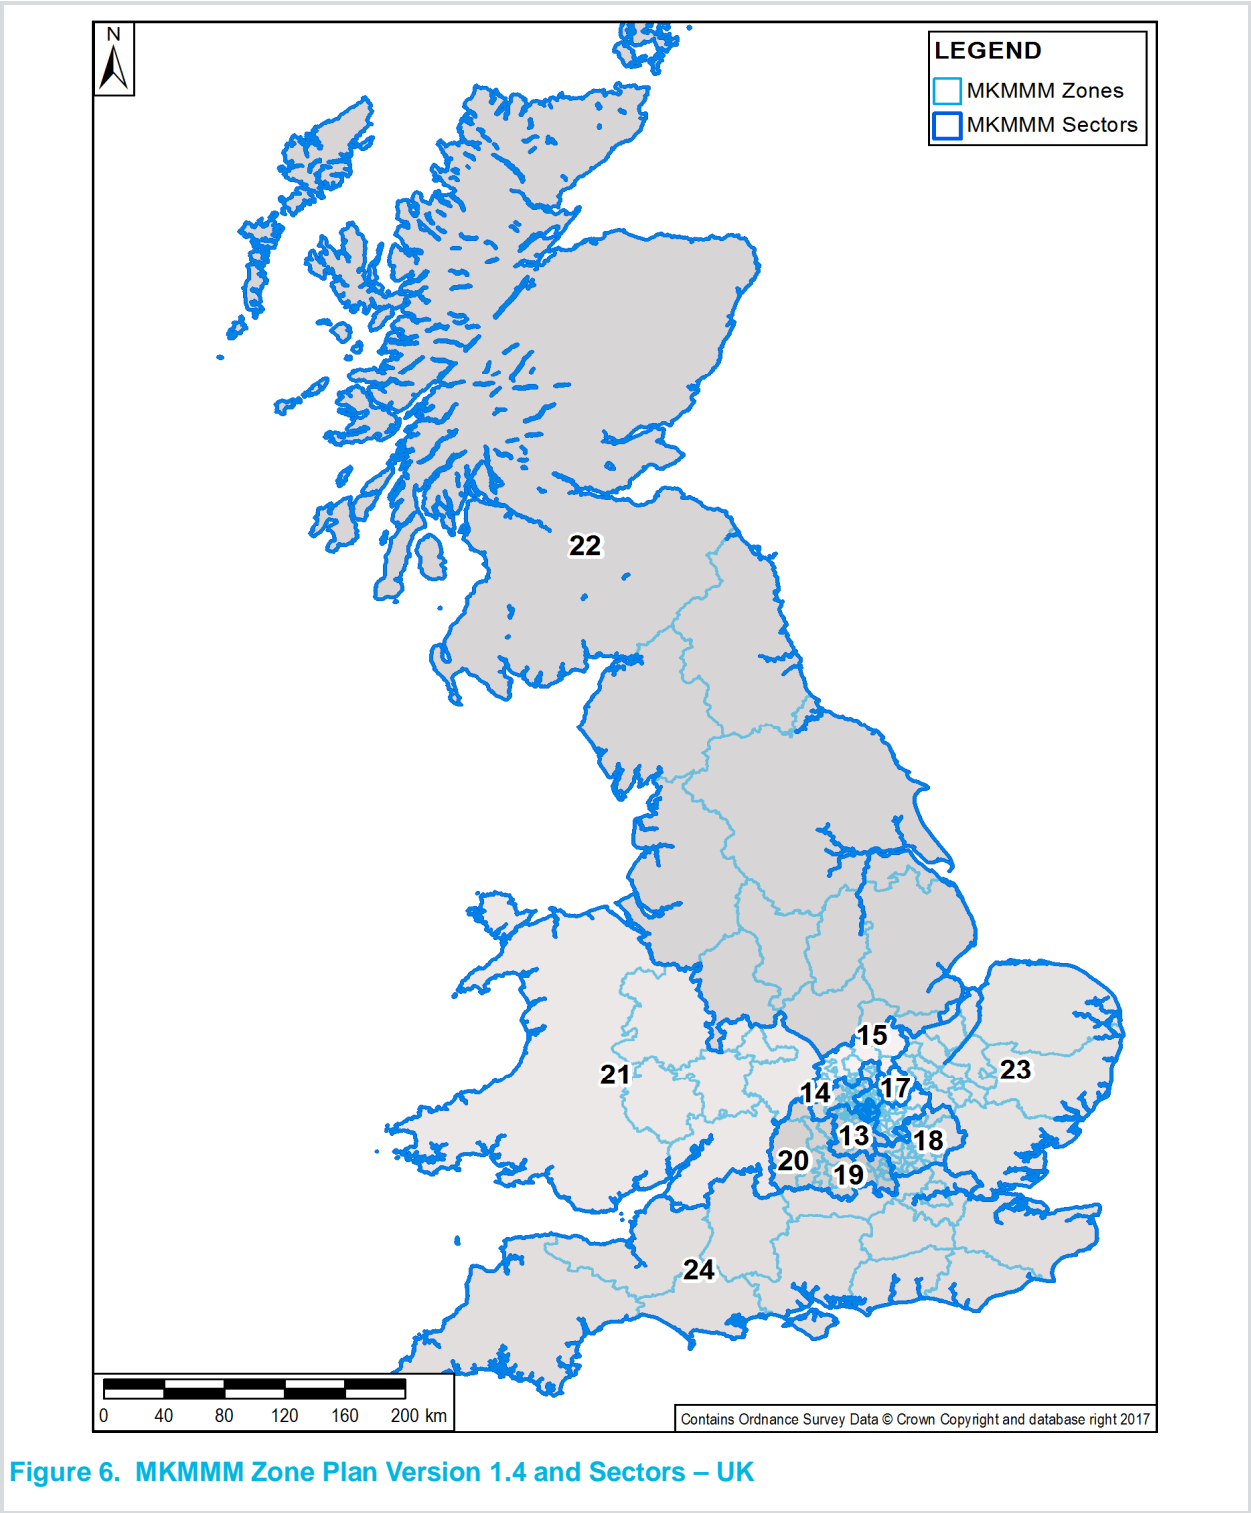 N
LEGEND
MKMMM Zones
MKMMM Sectors
22
15
23
21
17
14
13
18
20
19
24
0 40 80 120 160 200 km
Contains Ordnance Survey Data © Crown Copyright and database right 2017
Figure 6. MKMMM Zone Plan Version 1.4 and Sectors – UK